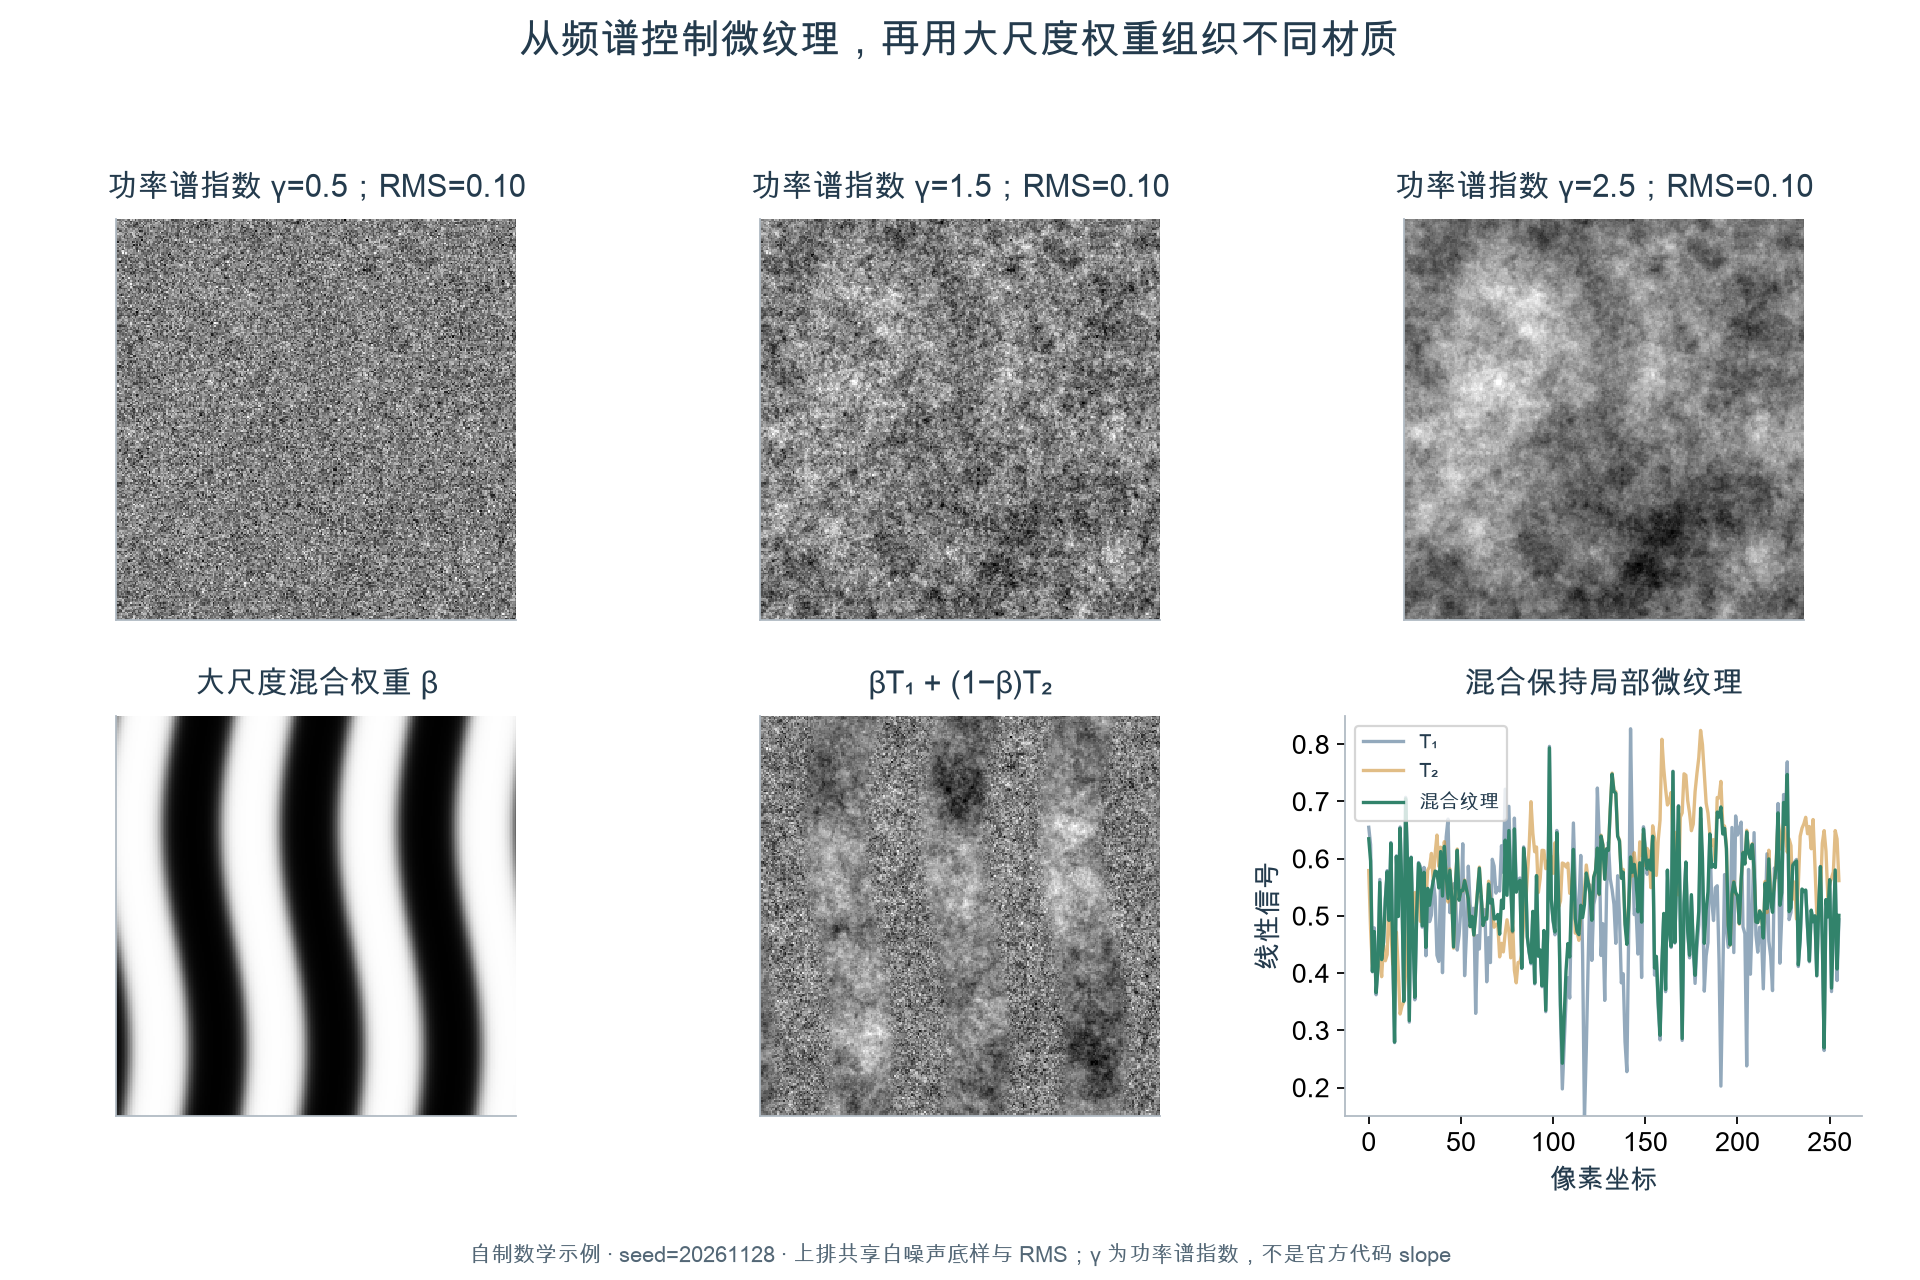 从频谱控制微纹理，再用大尺度权重组织不同材质
功率谱指数 γ=0.5；RMS=0.10
功率谱指数 γ=1.5；RMS=0.10
功率谱指数 γ=2.5；RMS=0.10
大尺度混合权重 β
βT₁ + (1−β)T₂
混合保持局部微纹理
T₁
T₂
混合纹理
线性信号
0.8
0.7
0.6
0.5
0.4
0.3
0.2
0 50 100 150 200 250
像素坐标
自制数学示例 · seed=20261128 · 上排共享白噪声底样与 RMS；γ 为功率谱指数，不是官方代码 slope